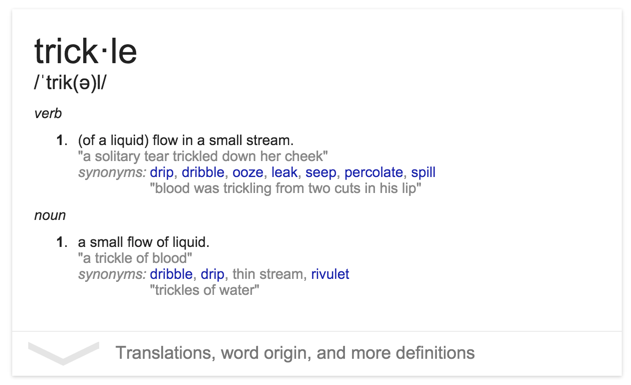 trick·le
/ˈtrik(ə)l/
verb
1. (of a liquid) flow in a small stream.
"a solitary tear trickled down her cheek"
synonyms: drip, dribble, ooze, leak, seep, percolate, spill
"blood was trickling from two cuts in his lip"
noun
1. a small flow of liquid.
"a trickle of blood"
synonyms: dribble, drip, thin stream, rivulet
"trickles of water"
Translations, word origin, and more definitions